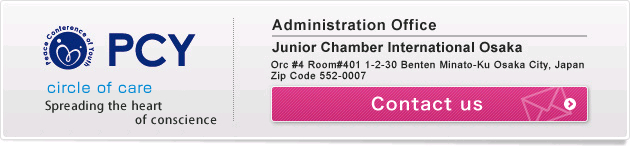 Peace Conference of Youth
PCY
circle of care
Spreading the heart
of conscience
Administration Office
Junior Chamber International Osaka
Orc #4 Room#401 1-2-30 Benten Minato-Ku Osaka City, Japan
Zip Code 552-0007
Contact us